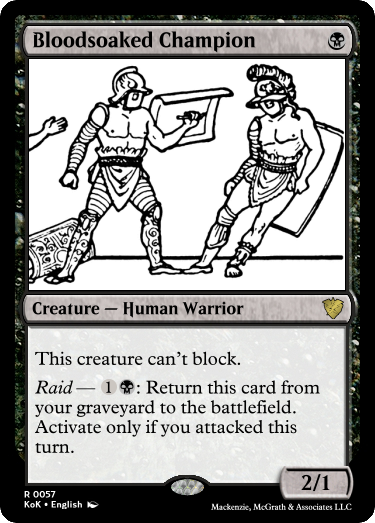 Bloodsoaked Champion
Creature — Human Warrior
This creature can't block.
Raid — 1 : Return this card from
your graveyard to the battlefield.
Activate only if you attacked this
turn.
2/1
R 0057
KoK • English
Mackenzie, McGrath & Associates LLC